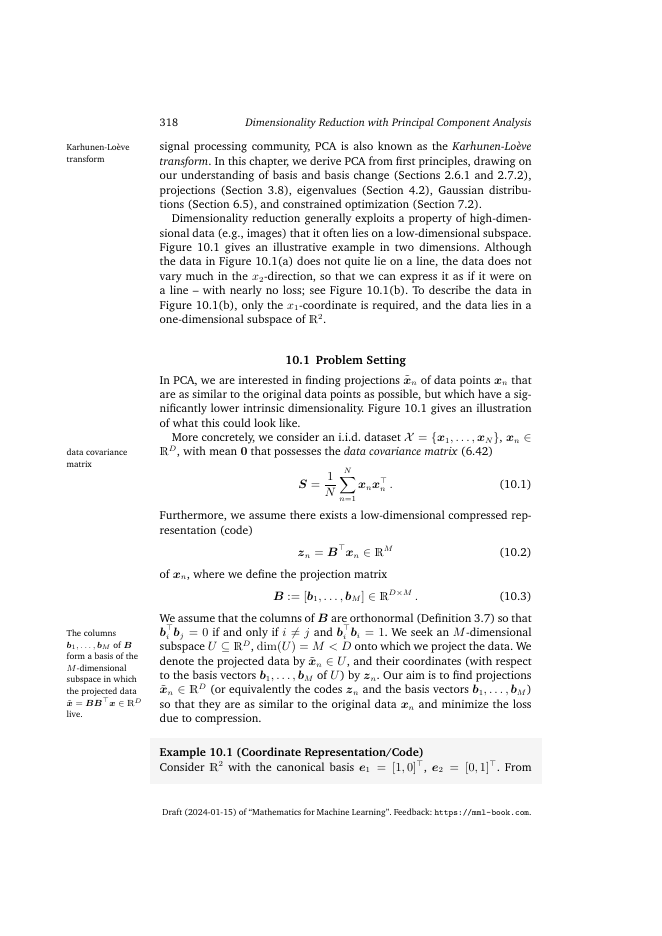 318 Dimensionality Reduction with Principal Component Analysis
Karhunen-Loève
transform
signal processing community, PCA is also known as the Karhunen-Loève
transform. In this chapter, we derive PCA from first principles, drawing on
our understanding of basis and basis change (Sections 2.6.1 and 2.7.2),
projections (Section 3.8), eigenvalues (Section 4.2), Gaussian distribu-
tions (Section 6.5), and constrained optimization (Section 7.2).
Dimensionality reduction generally exploits a property of high-dimen-
sional data (e.g., images) that it often lies on a low-dimensional subspace.
Figure 10.1 gives an illustrative example in two dimensions. Although
the data in Figure 10.1(a) does not quite lie on a line, the data does not
vary much in the x₂-direction, so that we can express it as if it were on
a line – with nearly no loss; see Figure 10.1(b). To describe the data in
Figure 10.1(b), only the x₁-coordinate is required, and the data lies in a
one-dimensional subspace of ℝ².
10.1 Problem Setting
In PCA, we are interested in finding projections x̃ₙ of data points xₙ that
are as similar to the original data points as possible, but which have a sig-
nificantly lower intrinsic dimensionality. Figure 10.1 gives an illustration
of what this could look like.
More concretely, we consider an i.i.d. dataset 𝒳 = {x₁, . . . , x_N}, xₙ ∈
data covariance
matrix
ℝᴰ, with mean 0 that possesses the data covariance matrix (6.42)
S = 1/N ∑ₙ₌₁ᴺ xₙxₙ⊤ . (10.1)
Furthermore, we assume there exists a low-dimensional compressed rep-
resentation (code)
zₙ = B⊤xₙ ∈ ℝᴹ (10.2)
of xₙ, where we define the projection matrix
B := [b₁, . . . , b_M] ∈ ℝᴰˣᴹ . (10.3)
We assume that the columns of B are orthonormal (Definition 3.7) so that
bᵢ⊤bⱼ = 0 if and only if i ≠ j and bᵢ⊤bᵢ = 1. We seek an M-dimensional
subspace U ⊆ ℝᴰ, dim(U) = M < D onto which we project the data. We
denote the projected data by x̃ₙ ∈ U, and their coordinates (with respect
to the basis vectors b₁, . . . , b_M of U) by zₙ. Our aim is to find projections
x̃ₙ ∈ ℝᴰ (or equivalently the codes zₙ and the basis vectors b₁, . . . , b_M)
so that they are as similar to the original data xₙ and minimize the loss
due to compression.
The columns
b₁, . . . , b_M of B
form a basis of the
M-dimensional
subspace in which
the projected data
x̃ = BB⊤x ∈ ℝᴰ
live.
Example 10.1 (Coordinate Representation/Code)
Consider ℝ² with the canonical basis e₁ = [1, 0]⊤, e₂ = [0, 1]⊤. From
Draft (2024-01-15) of “Mathematics for Machine Learning”. Feedback: https://mml-book.com.